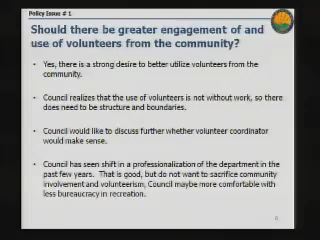 Policy Issue # 1
Should there be greater engagement of and
use of volunteers from the community?
• Yes, there is a strong desire to better utilize volunteers from the
community.
• Council realizes that the use of volunteers is not without work, so there
does need to be structure and boundaries.
• Council would like to discuss further whether volunteer coordinator
would make sense.
• Council has seen shift in a professionalization of the department in the
past few years. That is good, but do not want to sacrifice community
involvement and volunteerism, Council maybe more comfortable with
less bureaucracy in recreation.